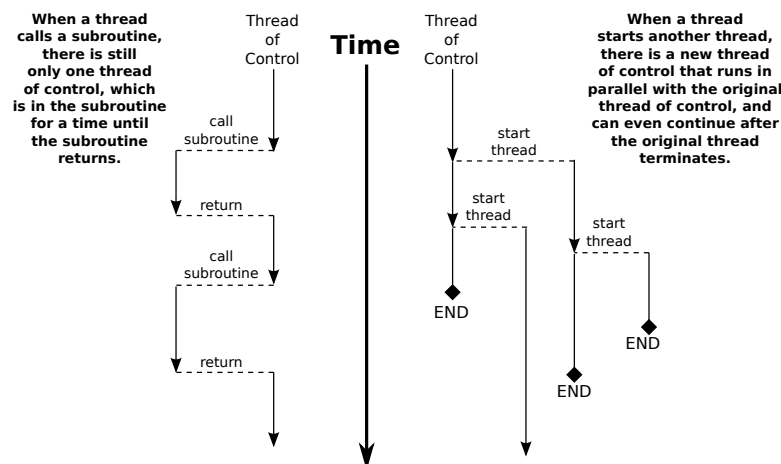 When a thread
calls a subroutine,
there is still
only one thread
of control, which
is in the subroutine
for a time until
the subroutine
returns.
Thread
of
Control
call
subroutine
return
call
subroutine
return
Time
Thread
of
Control
start
thread
start
thread
start
thread
END
END
END
When a thread
starts another thread,
there is a new thread
of control that runs in
parallel with the original
thread of control, and
can even continue after
the original thread
terminates.